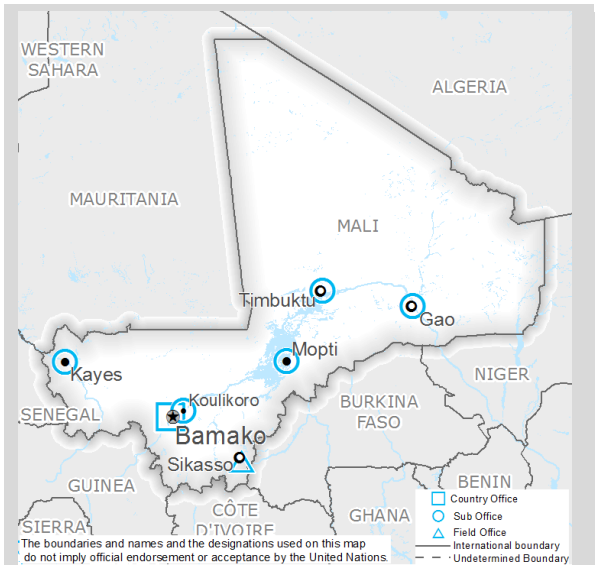 WESTERN
SAHARA
ALGERIA
MAURITANIA
MALI
Timbuktu
Gao
Mopti
Kayes
NIGER
Koulikoro
BURKINA
FASO
SENEGAL
Bamako
Sikasso
GUINEA
BENIN
Country Office
CÔTE
D'IVOIRE
GHANA
Sub Office
SIERRA
Field Office
The boundaries and names and the designations used on this map
do not imply official endorsement or acceptance by the United Nations.
International boundary
Undetermined Boundary